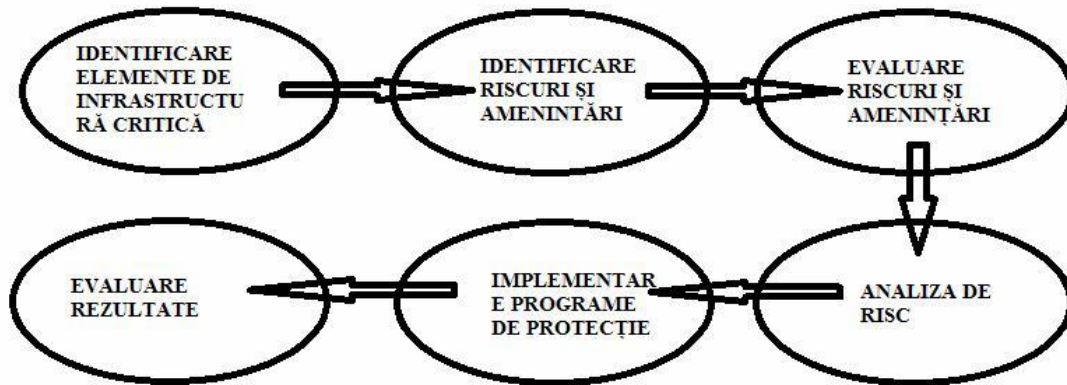 IDENTIFICARE
ELEMENTE DE
INFRASTRUCTU
RĂ CRITICĂ
IDENTIFICARE
RISCURI ȘI
AMENINTĂRI
EVALUARE
RISCURI ȘI
AMENINȚĂRI
ANALIZA DE
RISC
IMPLEMENTAR
E PROGRAME
DE PROTECȚIE
EVALUARE
REZULTATE